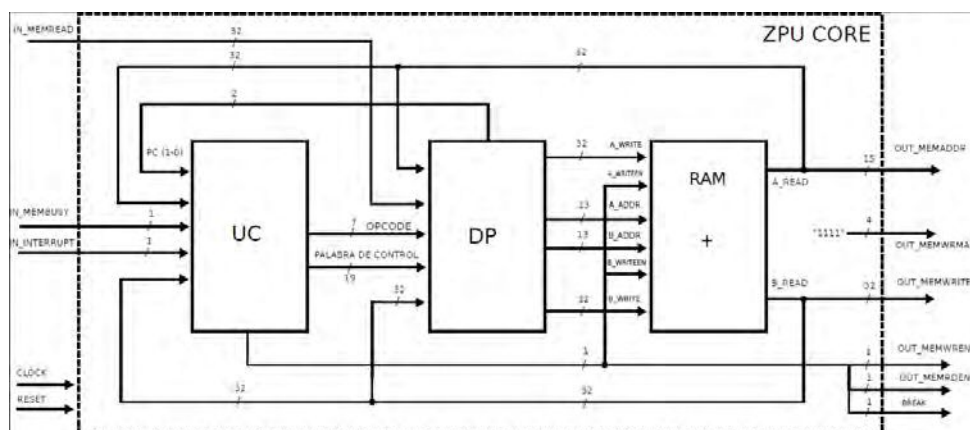 IN_MEMREAD
32
ZPU CORE
32
32
2
PC (1-0)
32
A_WRITE
OUT_MEMADDR
15
A_WRITEEN
RAM
A_READ
IN_MEMBUSY
1
OPCODE
13
A_ADDR
4
"1111"
UC
DP
+
IN_INTERRUPT
1
13
B_ADDR
OUT_MEMWRMA
PALABRA DE CONTROL
19
B_WRITEEN
B_READ
32
OUT_MEMWRITE
32
32
B_WRITE
1
1
OUT_MEMWREN
CLOCK
32
32
1
OUT_MEMRDEN
RESET
1
BREAK